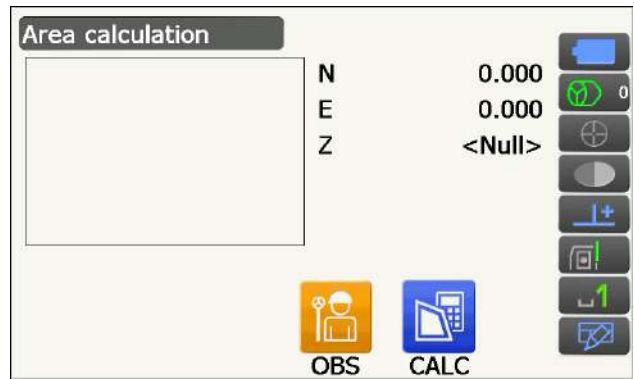 Area calculation
N 0.000
E 0.000
Z <Null>
0
1
OBS CALC